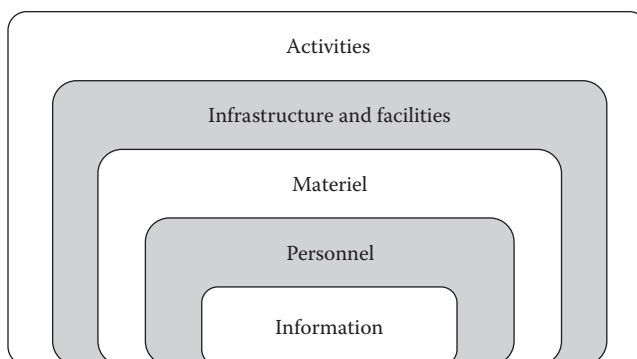 Activities
Infrastructure and facilities
Materiel
Personnel
Information